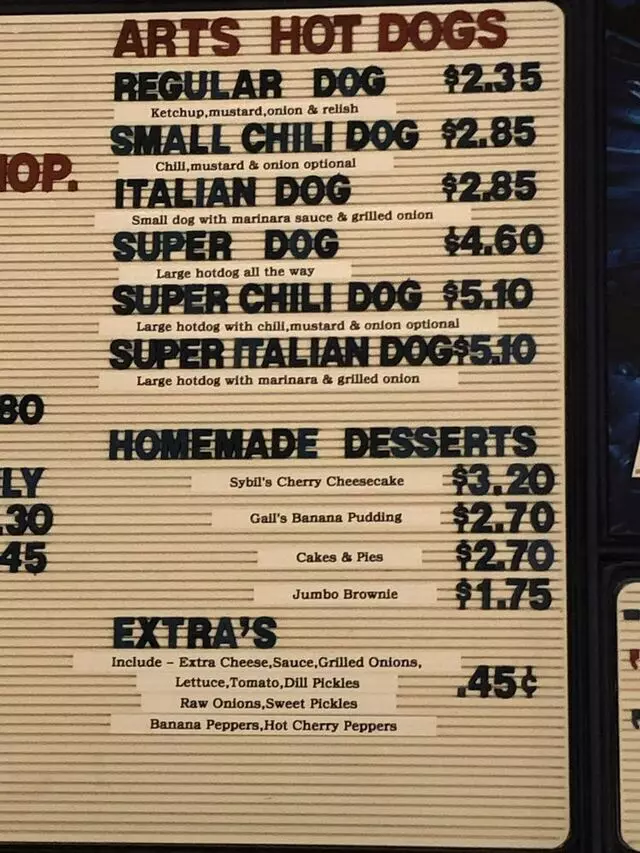 ARTS HOT DOGS
REGULAR DOG $2.35
Ketchup,mustard,onion & relish
SMALL CHILI DOG $2.85
Chili,mustard & onion optional
ITALIAN DOG $2.85
Small dog with marinara sauce & grilled onion
SUPER DOG $4.60
Large hotdog all the way
SUPER CHILI DOG $5.10
Large hotdog with chili,mustard & onion optional
SUPER ITALIAN DOG $5.10
Large hotdog with marinara & grilled onion
HOMEMADE DESSERTS
Sybil's Cherry Cheesecake $3.20
Gail's Banana Pudding $2.70
Cakes & Pies $2.70
Jumbo Brownie $1.75
EXTRA'S
Include - Extra Cheese,Sauce,Grilled Onions,
Lettuce,Tomato,Dill Pickles .45¢
Raw Onions,Sweet Pickles
Banana Peppers,Hot Cherry Peppers
OP.
80
LY
.30
45